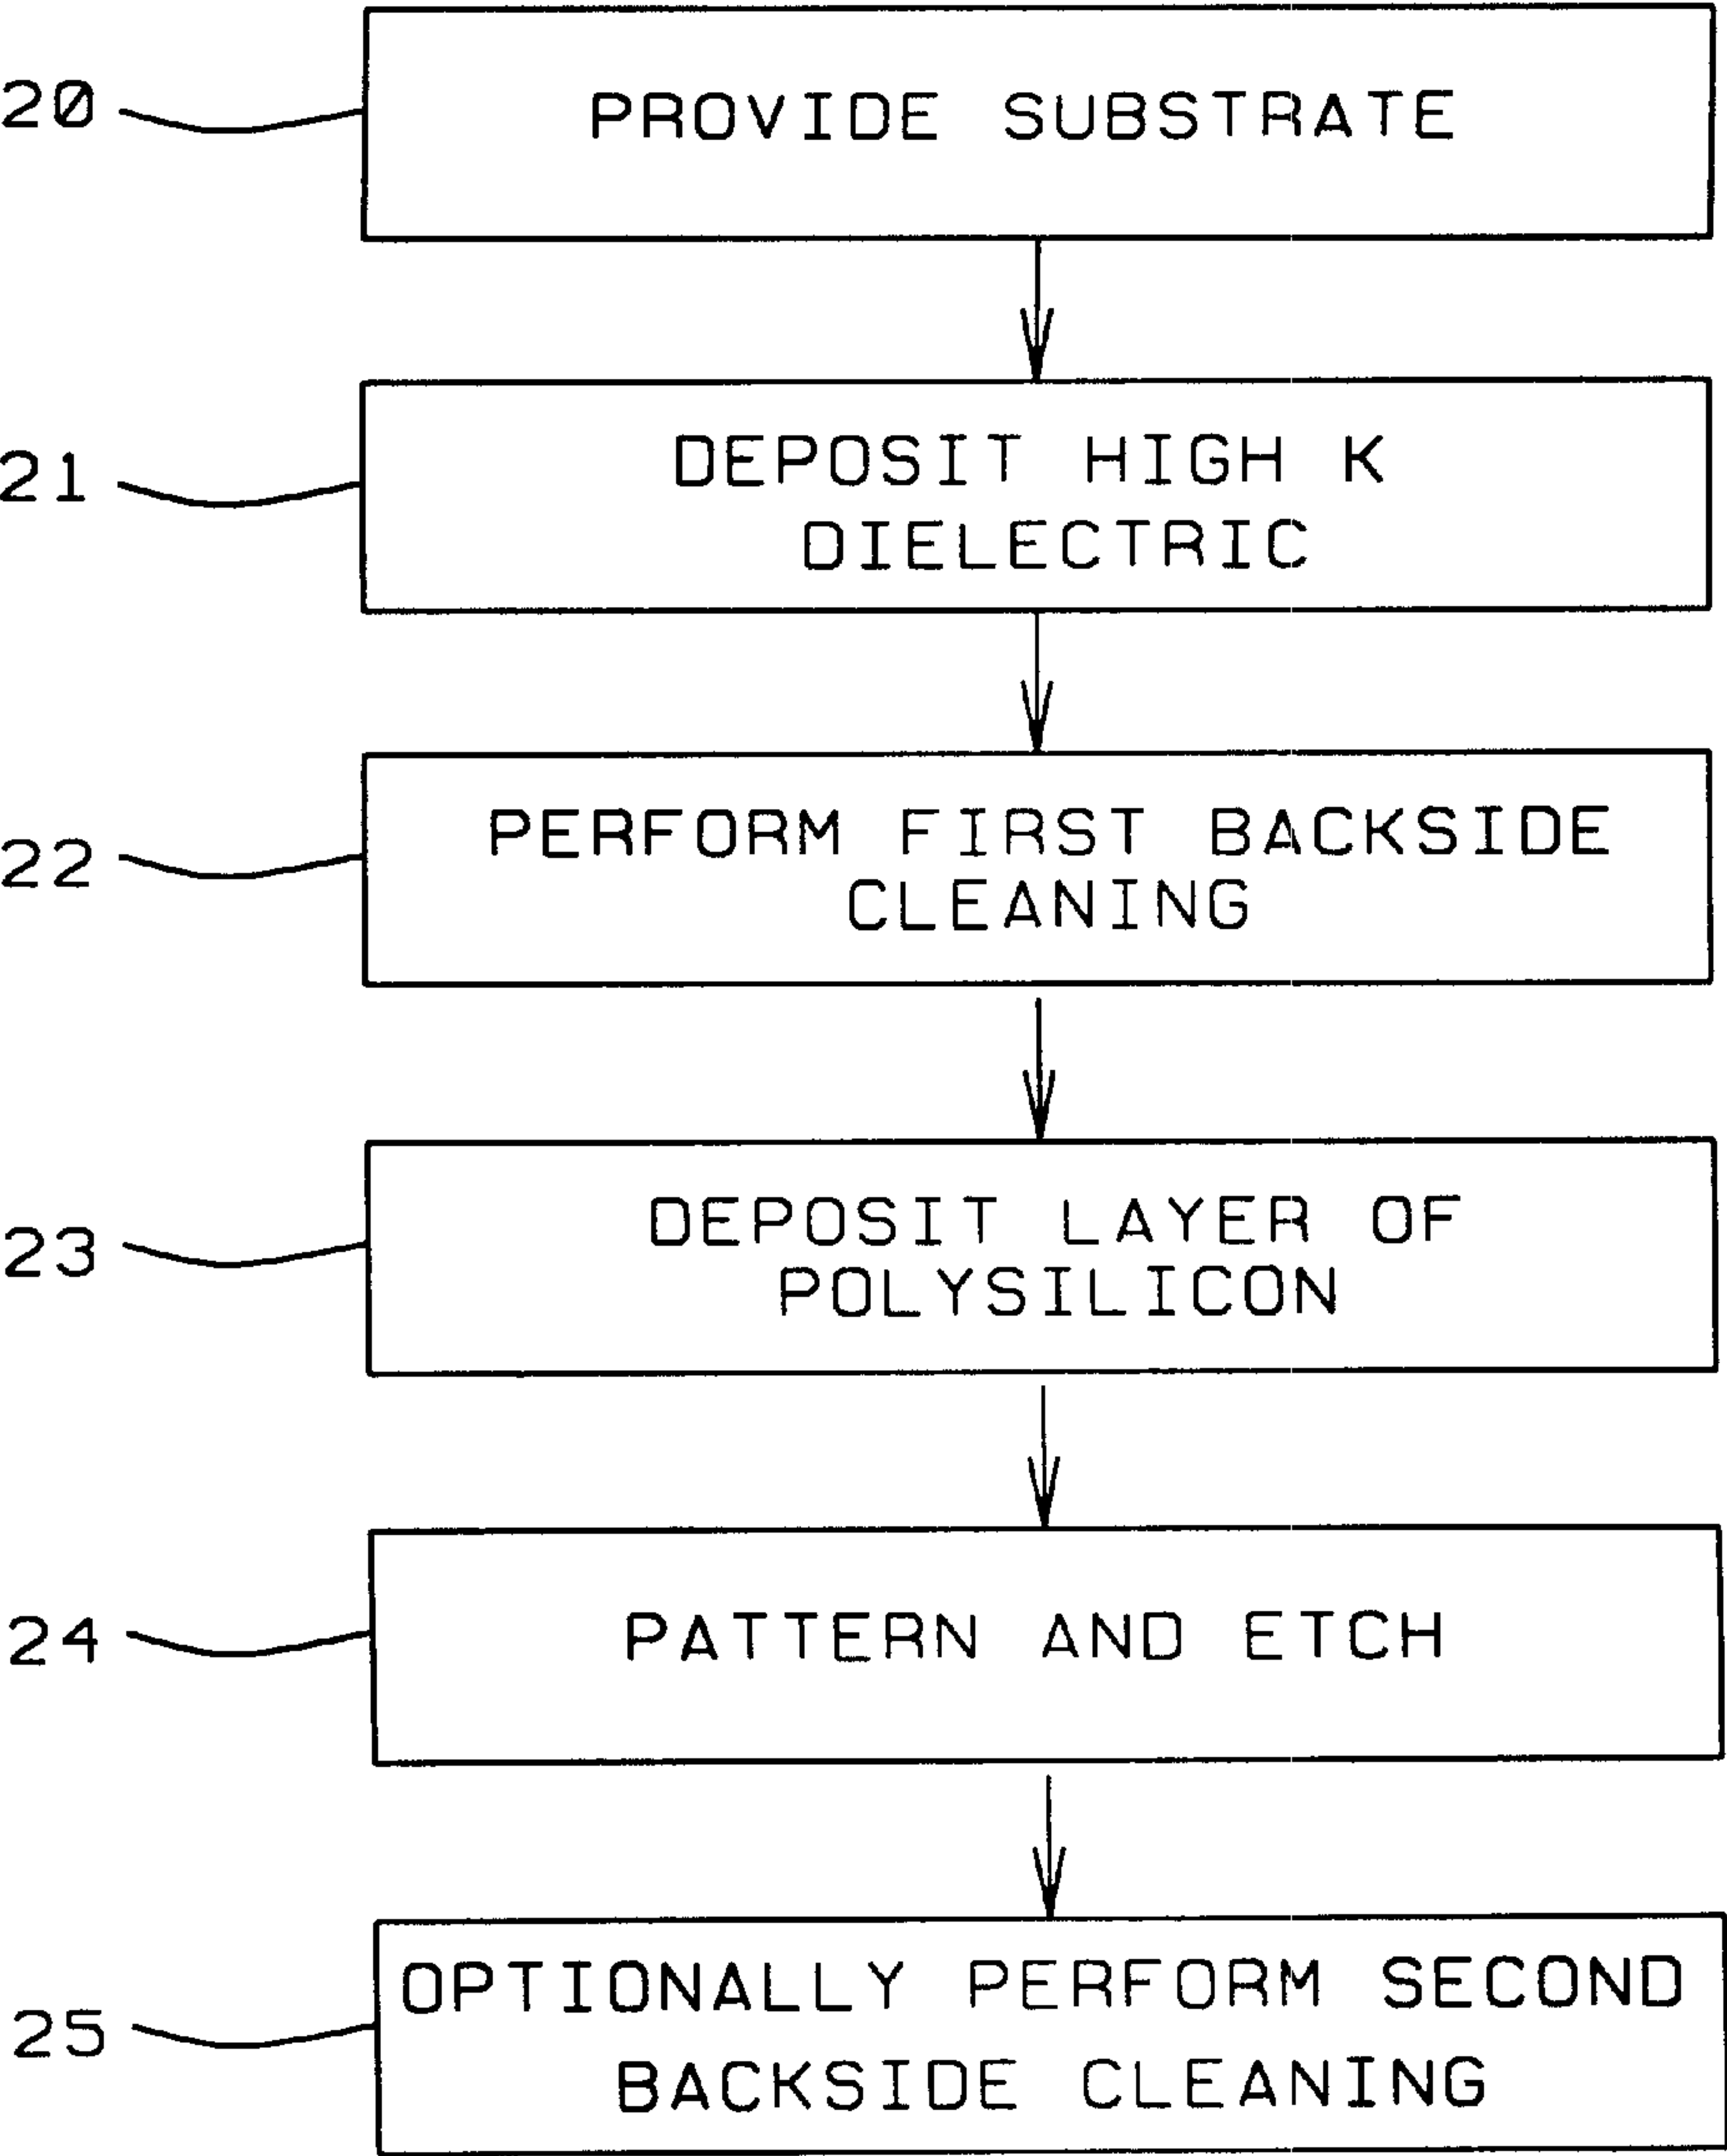 20 PROVIDE SUBSTRATE
21 DEPOSIT HIGH K
DIELECTRIC
22 PERFORM FIRST BACKSIDE
CLEANING
23 DEPOSIT LAYER OF
POLYSILICON
24 PATTERN AND ETCH
25 OPTIONALLY PERFORM SECOND
BACKSIDE CLEANING